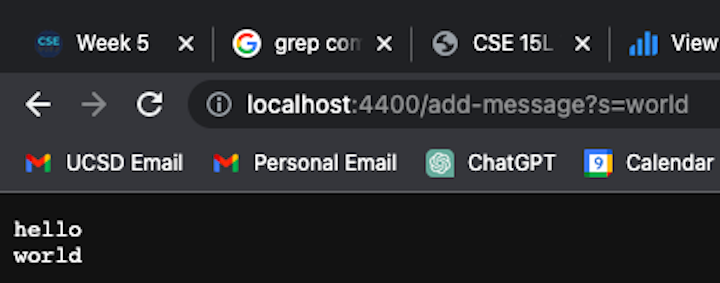 CSE Week 5 grep con CSE 15L View
localhost:4400/add-message?s=world
UCSD Email Personal Email ChatGPT 9 Calendar
hello
world